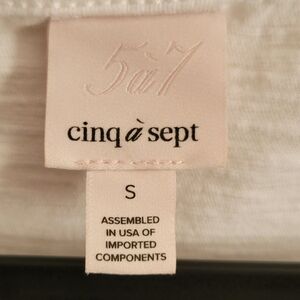 5à7
cinq à sept
S
ASSEMBLED
IN USA OF
IMPORTED
COMPONENTS